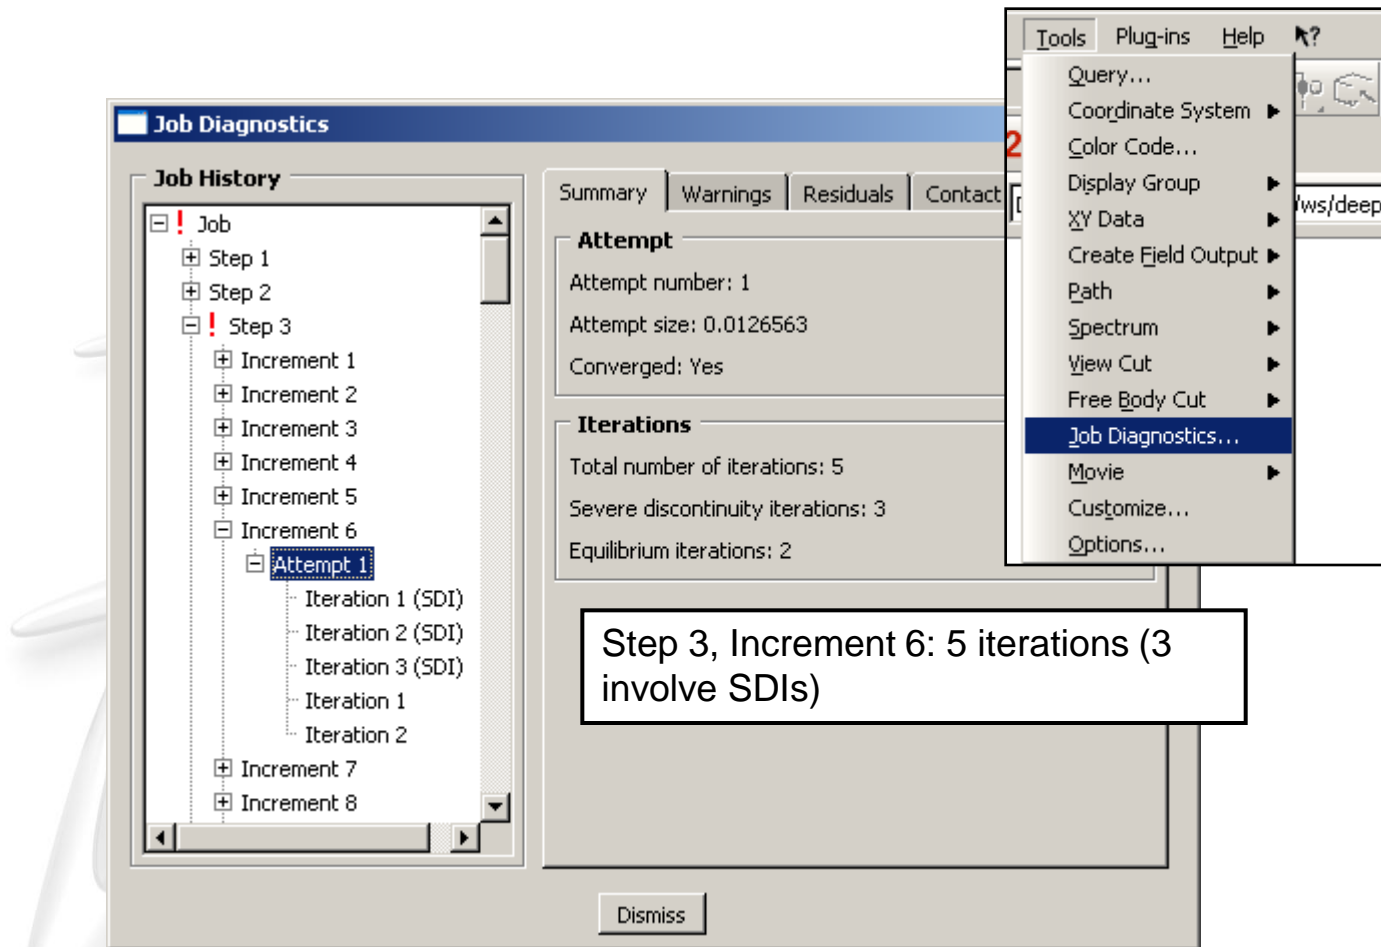 Tools Plug-ins Help ?
Query...
Coordinate System
Color Code...
Display Group
XY Data
Create Field Output
Path
Spectrum
View Cut
Free Body Cut
Job Diagnostics...
Movie
Customize...
Options...
2
/ws/deep
Job Diagnostics
Job History
! Job
Step 1
Step 2
! Step 3
Increment 1
Increment 2
Increment 3
Increment 4
Increment 5
Increment 6
Attempt 1
Iteration 1 (SDI)
Iteration 2 (SDI)
Iteration 3 (SDI)
Iteration 1
Iteration 2
Increment 7
Increment 8
Summary Warnings Residuals Contact
Attempt
Attempt number: 1
Attempt size: 0.0126563
Converged: Yes
Iterations
Total number of iterations: 5
Severe discontinuity iterations: 3
Equilibrium iterations: 2
Step 3, Increment 6: 5 iterations (3
involve SDIs)
Dismiss